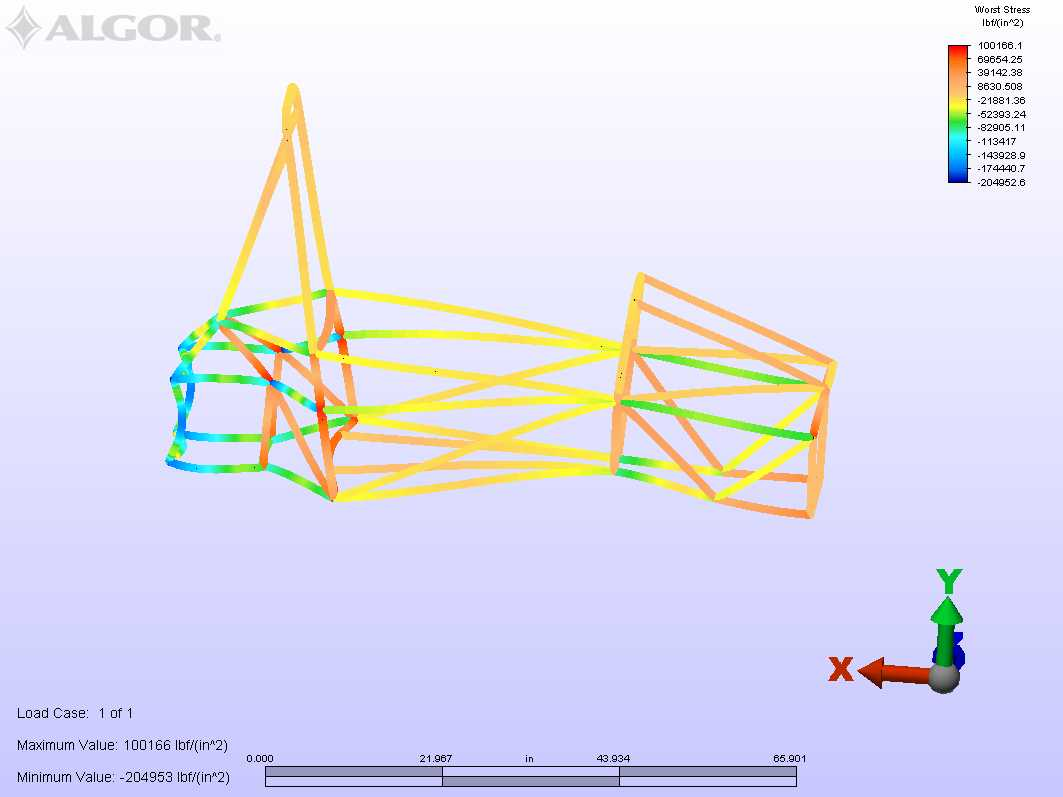 ALGOR.
Worst Stress
lbf/(in^2)
100166.1
69654.25
39142.38
8630.508
-21881.36
-52393.24
-82905.11
-113417
-143928.9
-174440.7
-204952.6
Y
Z
X
Load Case: 1 of 1
Maximum Value: 100166 lbf/(in^2)
Minimum Value: -204953 lbf/(in^2)
0.000 21.967 in 43.934 65.901